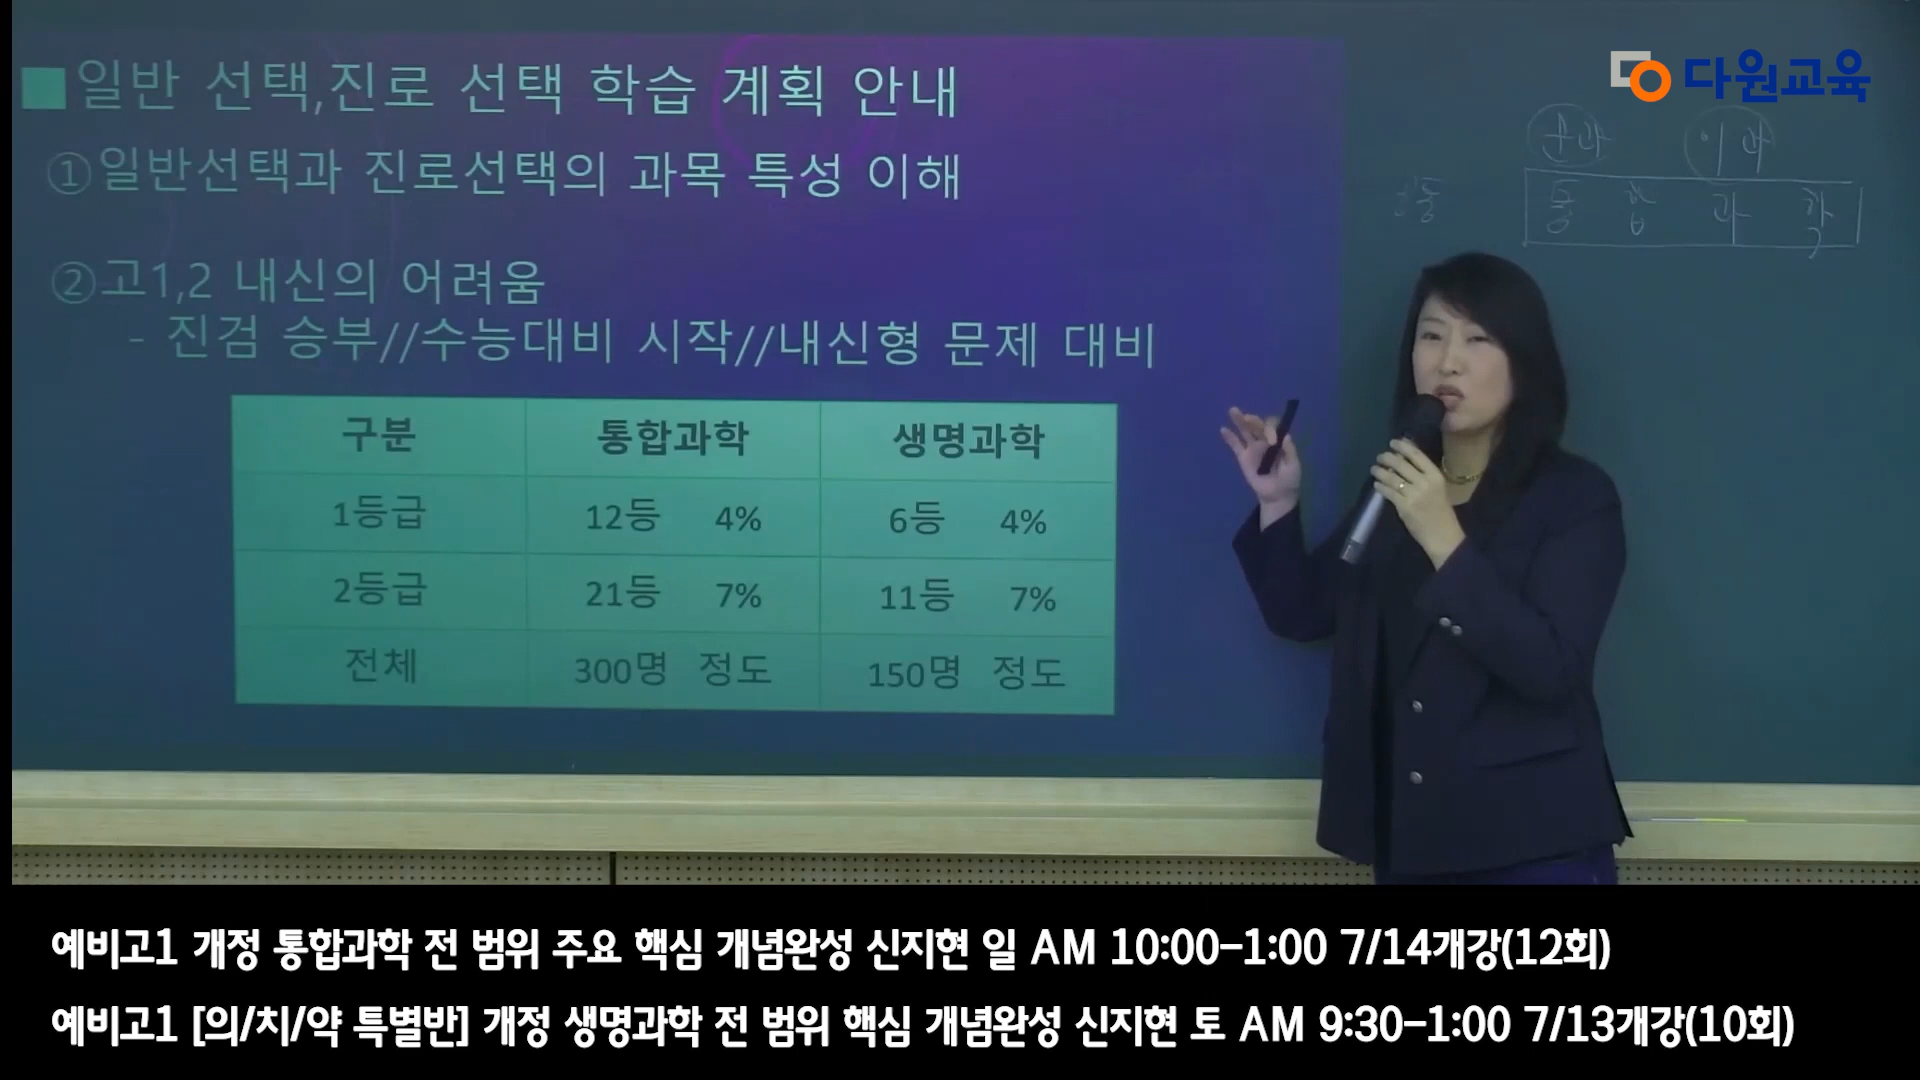 다원교육
■일반 선택,진로 선택 학습 계획 안내
①일반선택과 진로선택의 과목 특성 이해
②고1,2 내신의 어려움
- 진검 승부//수능대비 시작//내신형 문제 대비
구분 통합과학 생명과학
1등급 12등 4% 6등 4%
2등급 21등 7% 11등 7%
전체 300명 정도 150명 정도
문과 이과
통합과학
예비고1 개정 통합과학 전 범위 주요 핵심 개념완성 신지현 일 AM 10:00-1:00 7/14개강(12회)
예비고1 [의/치/약 특별반] 개정 생명과학 전 범위 핵심 개념완성 신지현 토 AM 9:30-1:00 7/13개강(10회)